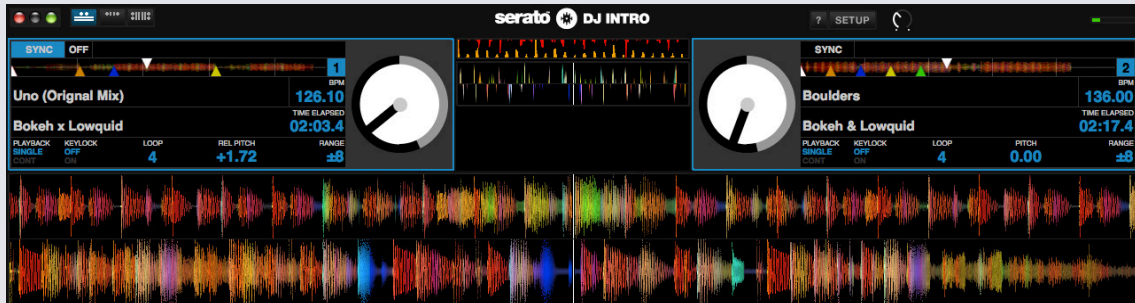 serato DJ INTRO
? SETUP
SYNC OFF
1
BPM
Uno (Orignal Mix) 126.10
TIME ELAPSED
Bokeh x Lowquid 02:03.4
PLAYBACK KEYLOCK LOOP REL PITCH RANGE
SINGLE OFF 4 +1.72 ±8
CONT ON
SYNC
2
BPM
Boulders 136.00
TIME ELAPSED
Bokeh & Lowquid 02:17.4
PLAYBACK KEYLOCK LOOP PITCH RANGE
SINGLE OFF 4 0.00 ±8
CONT ON